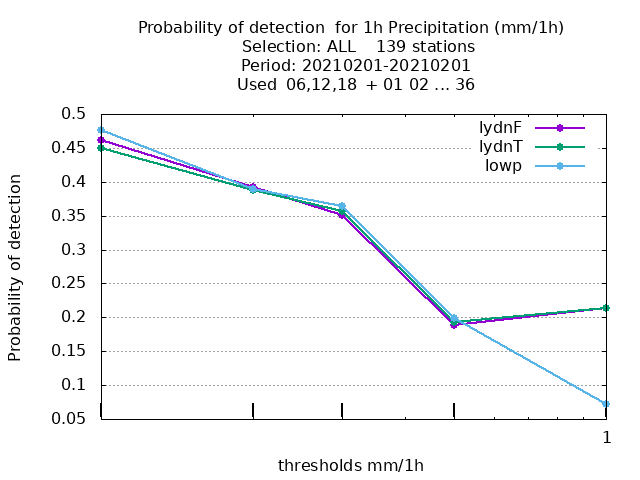 Probability of detection  for 1h Precipitation (mm/1h)
Selection: ALL    139 stations
Period: 20210201-20210201
Used  06,12,18  + 01 02 ... 36
lydnF
lydnT
lowp
0.5
0.45
0.4
0.35
0.3
0.25
0.2
0.15
0.1
0.05
Probability of detection
1
thresholds mm/1h